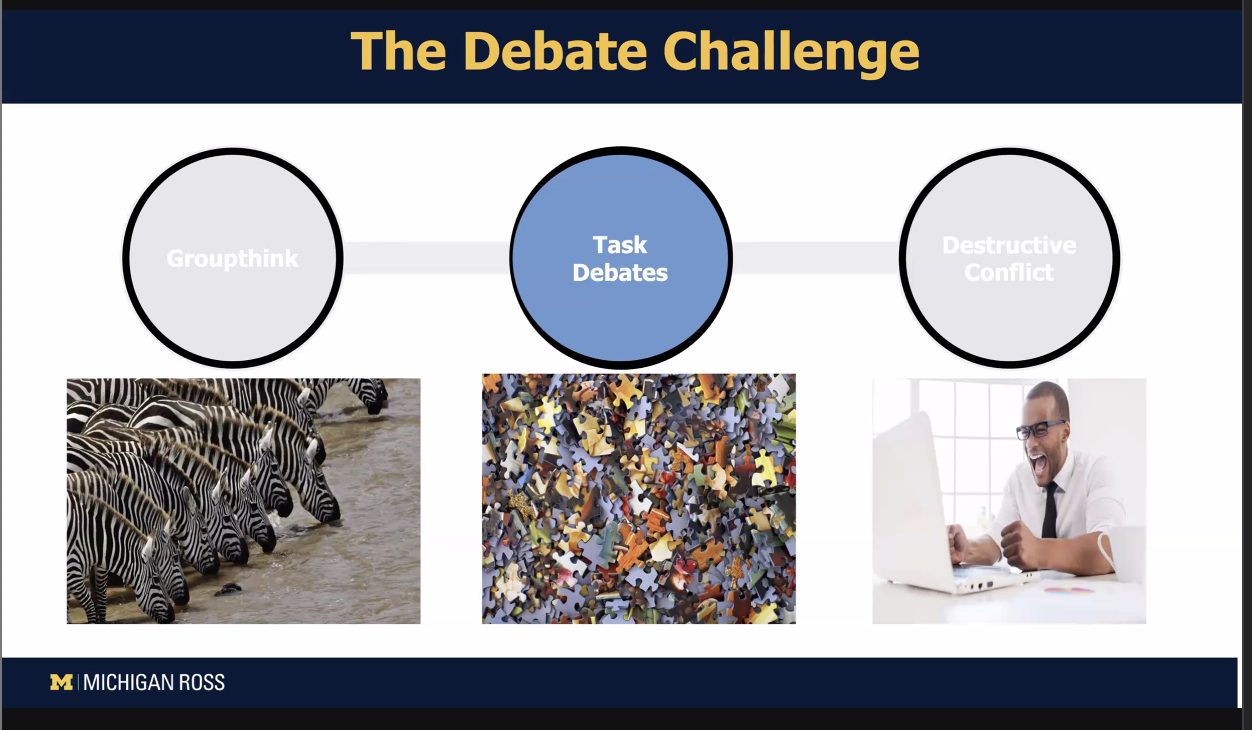 The Debate Challenge
Groupthink
Task
Debates
Destructive
Conflict
M | MICHIGAN ROSS